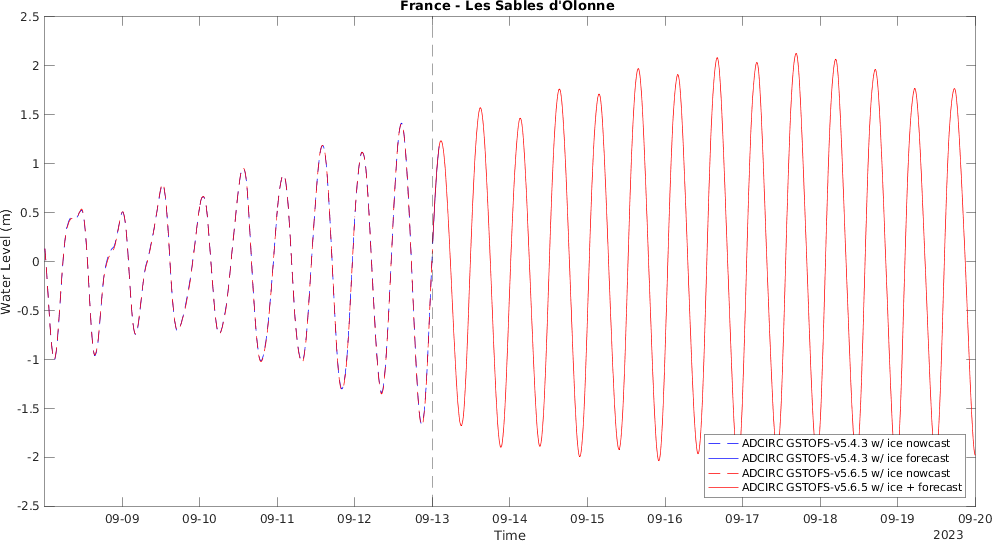 France - Les Sables d'Olonne
2.5
2
1.5
1
0.5
0
-0.5
-1
-1.5
-2
-2.5
Water Level (m)
ADCIRC GSTOFS-v5.4.3 w/ ice nowcast
ADCIRC GSTOFS-v5.4.3 w/ ice forecast
ADCIRC GSTOFS-v5.6.5 w/ ice nowcast
ADCIRC GSTOFS-v5.6.5 w/ ice + forecast
09-09 09-10 09-11 09-12 09-13 09-14 09-15 09-16 09-17 09-18 09-19 09-20
Time
2023